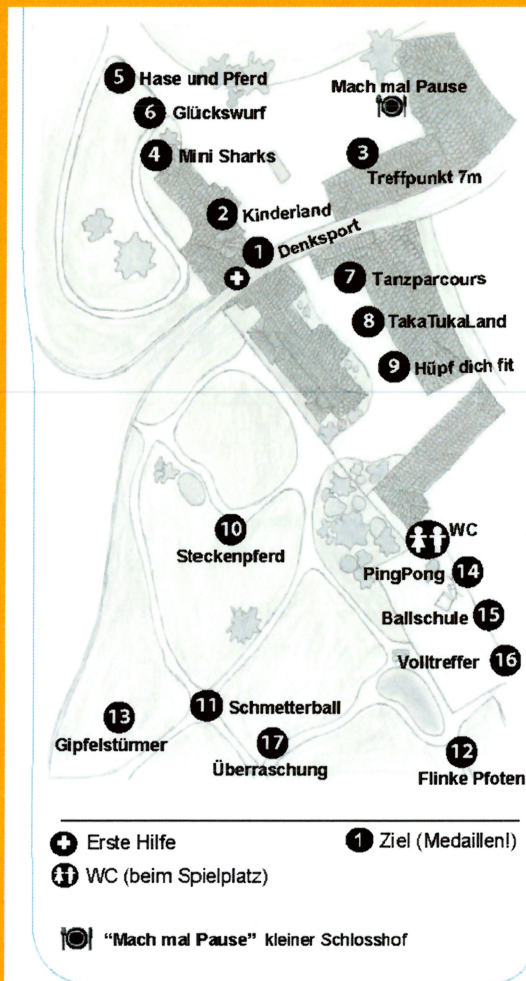 5 Hase und Pferd
Mach mal Pause
6 Glückswurf
4 Mini Sharks
3
Treffpunkt 7m
2 Kinderland
1 Denksport
7 Tanzparcours
8 TakaTukaLand
9 Hüpf dich fit
10
Steckenpferd
WC
PingPong 14
Ballschule 15
Volltreffer 16
11 Schmetterball
13
Gipfelstürmer
17
Überraschung
12
Flinke Pfoten
Erste Hilfe
1 Ziel (Medaillen!)
WC (beim Spielplatz)
"Mach mal Pause" kleiner Schlosshof